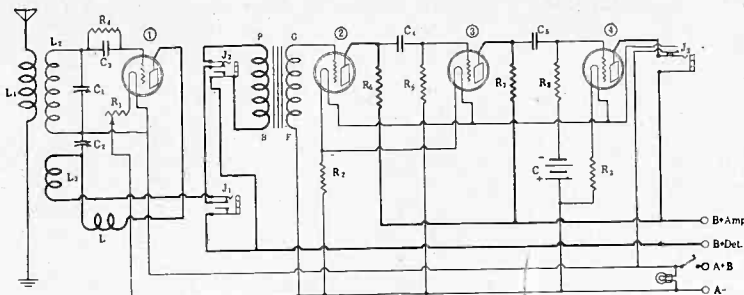 R4
①
L2
C3
L1
C1
R1
C2
L3
L
J2
P
B
G
F
J1
②
C4
③
C5
④
J3
R6
R5
R7
R8
R2
C
R3
B+Amp
B+Det.
A+B
A-